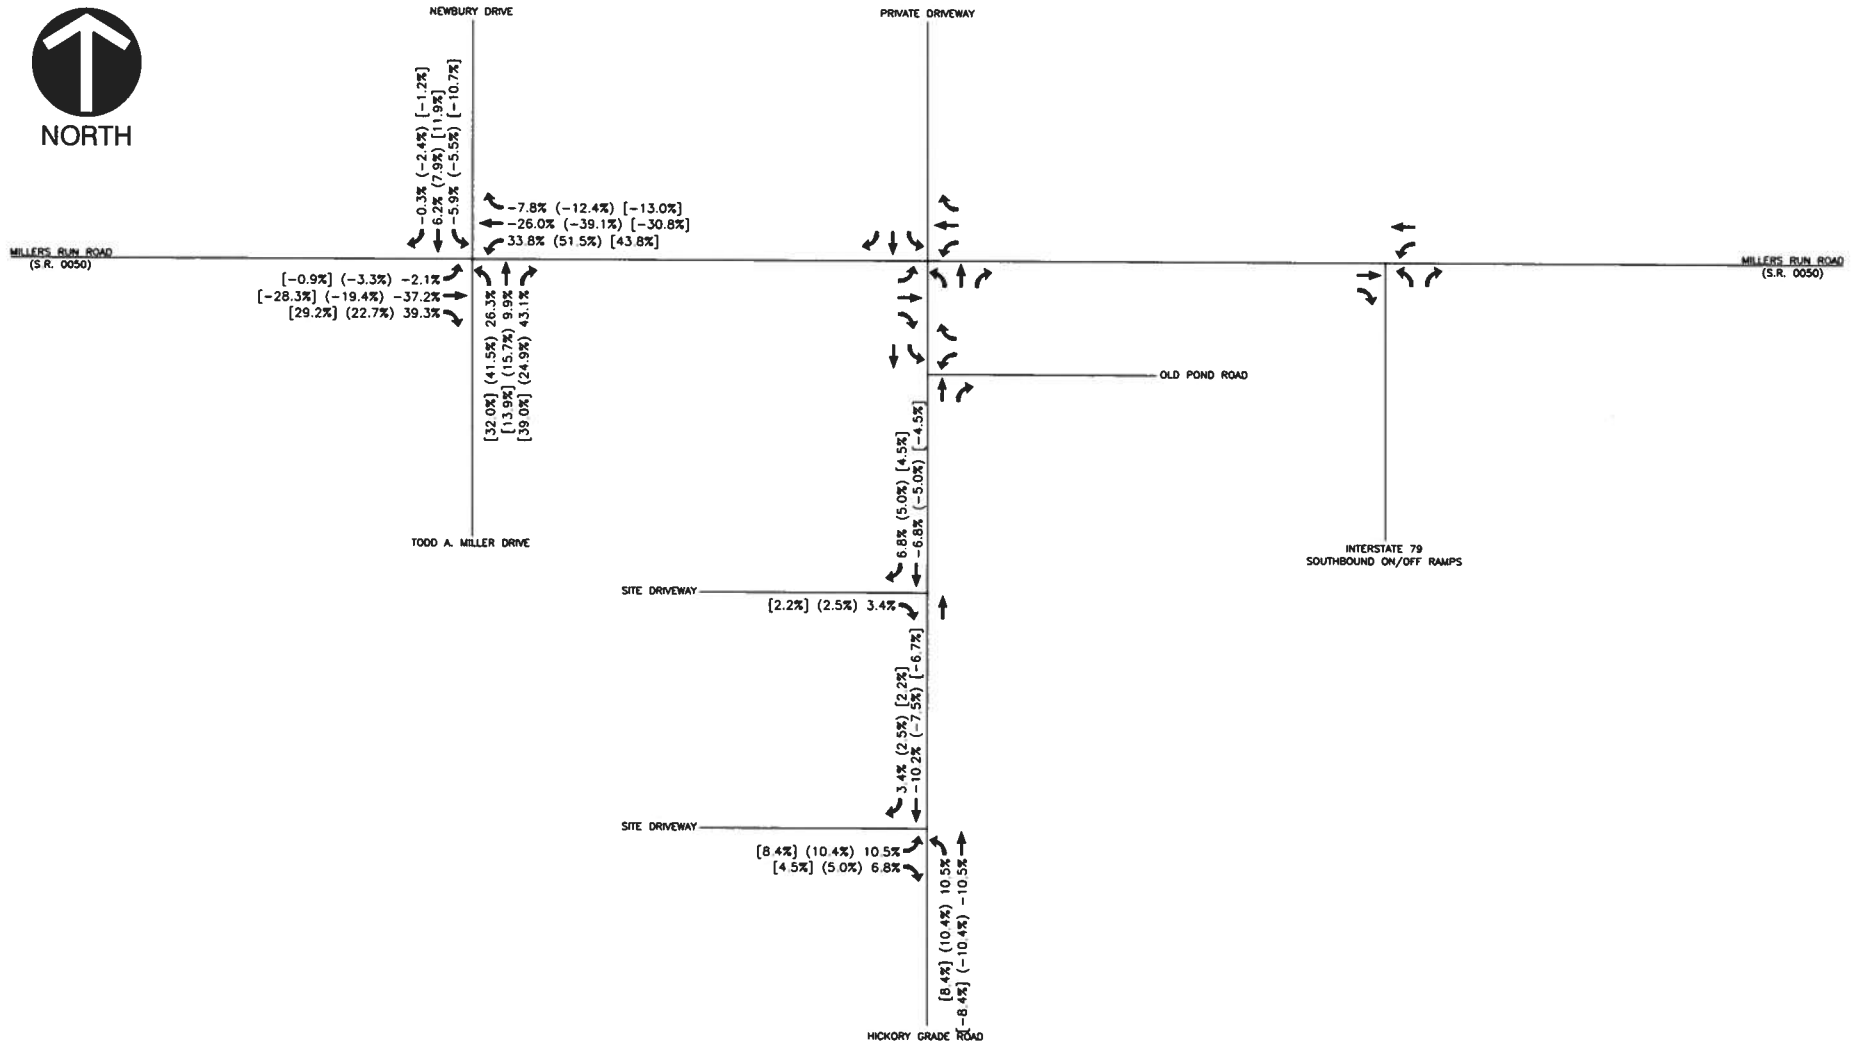 NEWBURY DRIVE
PRIVATE DRIVEWAY
NORTH
-0.3% (-2.4%) [-1.2%]
6.2% (7.9%) [11.9%]
-5.9% (-5.5%) [-10.7%]
-7.8% (-12.4%) [-13.0%]
-26.0% (-39.1%) [-30.8%]
33.8% (51.5%) [43.8%]
MILLERS RUN ROAD
(S.R. 0050)
MILLERS RUN ROAD
(S.R. 0050)
[-0.9%] (-3.3%) -2.1%
[-28.3%] (-19.4%) -37.2%
[29.2%] (22.7%) 39.3%
[32.0%] (41.5%) 26.3%
[13.9%] (15.7%) 9.9%
[39.0%] (24.9%) 43.1%
OLD POND ROAD
TODD A. MILLER DRIVE
INTERSTATE 79
SOUTHBOUND ON/OFF RAMPS
6.8% (5.0%) [4.5%]
-6.8% (-5.0%) [-4.5%]
SITE DRIVEWAY
[2.2%] (2.5%) 3.4%
3.4% (2.5%) [2.2%]
-10.2% (-7.5%) [-6.7%]
SITE DRIVEWAY
[8.4%] (10.4%) 10.5%
[4.5%] (5.0%) 6.8%
[8.4%] (10.4%) 10.5%
[-8.4%] (-10.4%) -10.5%
HICKORY GRADE ROAD